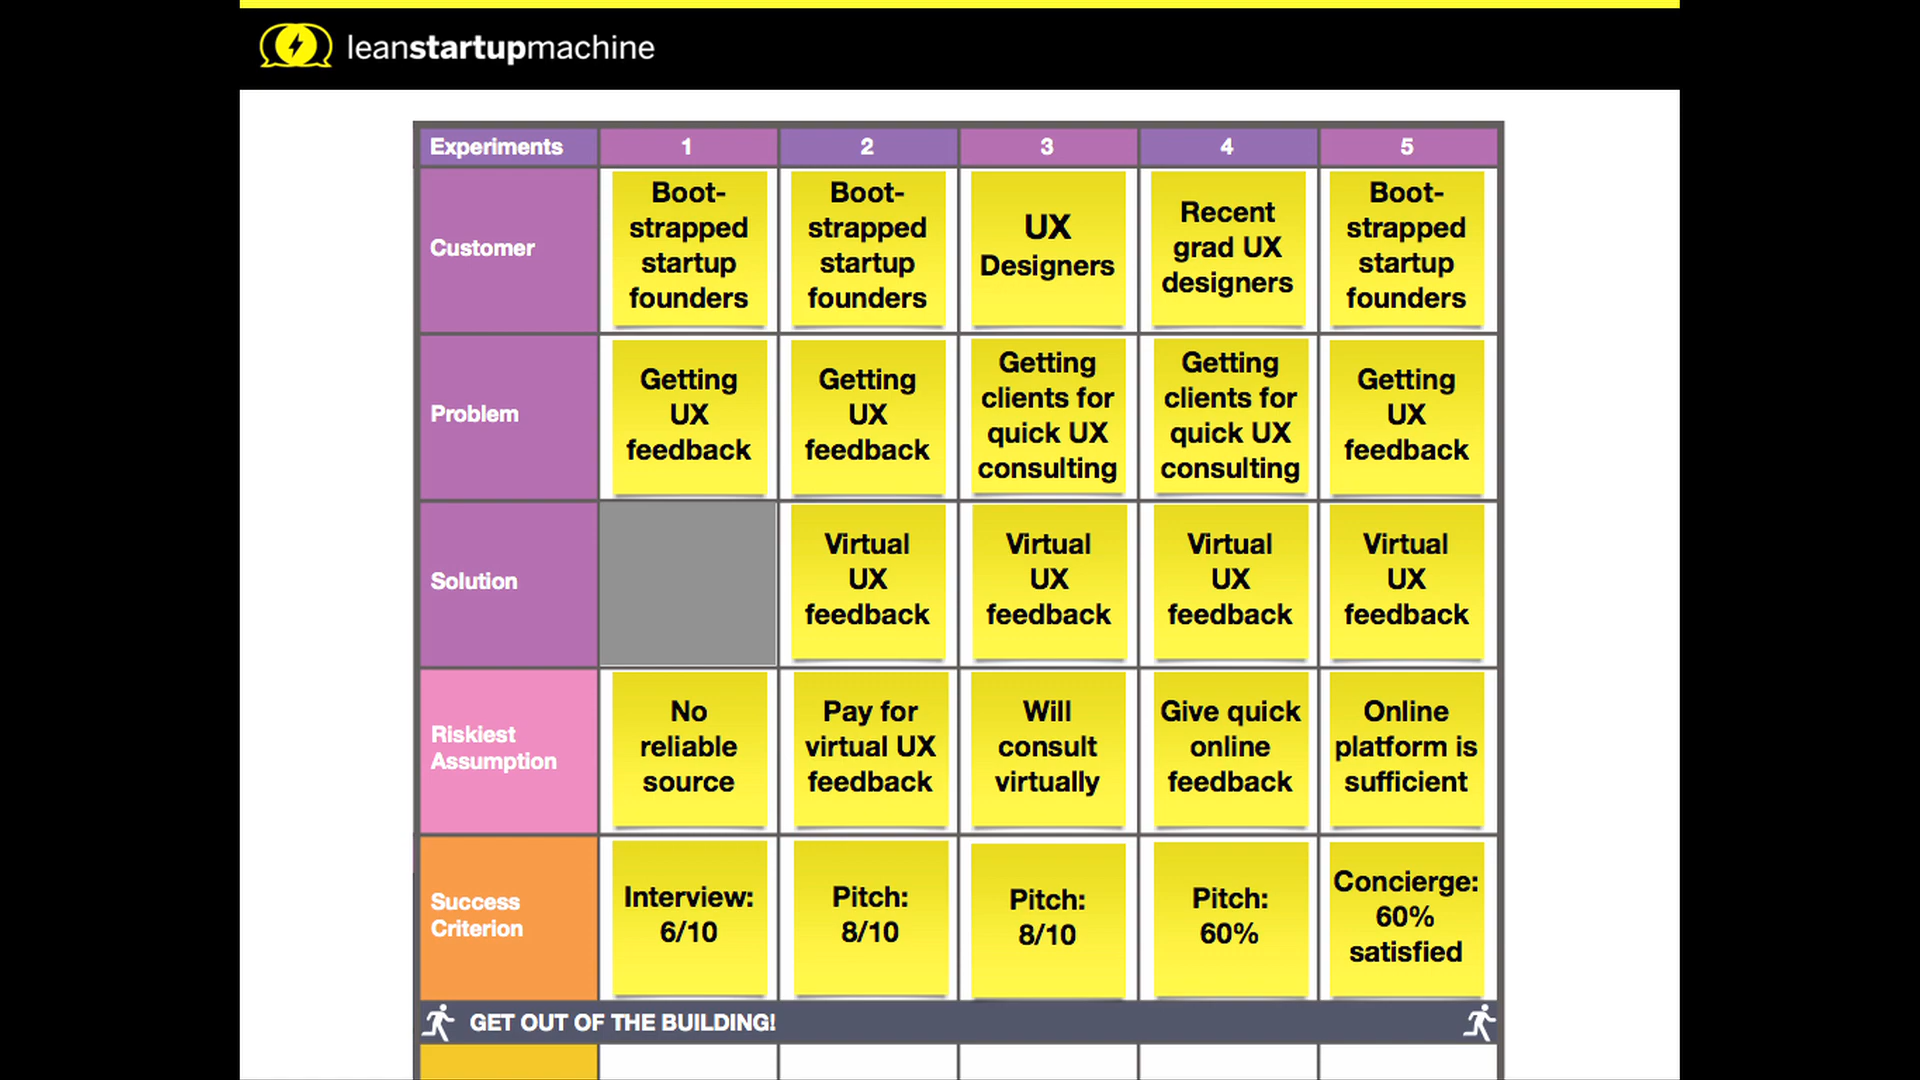 leanstartupmachine
Experiments 1 2 3 4 5
Customer
Boot-
strapped
startup
founders
Boot-
strapped
startup
founders
UX
Designers
Recent
grad UX
designers
Boot-
strapped
startup
founders
Problem
Getting
UX
feedback
Getting
UX
feedback
Getting
clients for
quick UX
consulting
Getting
clients for
quick UX
consulting
Getting
UX
feedback
Solution
Virtual
UX
feedback
Virtual
UX
feedback
Virtual
UX
feedback
Virtual
UX
feedback
Riskiest
Assumption
No
reliable
source
Pay for
virtual UX
feedback
Will
consult
virtually
Give quick
online
feedback
Online
platform is
sufficient
Success
Criterion
Interview:
6/10
Pitch:
8/10
Pitch:
8/10
Pitch:
60%
Concierge:
60%
satisfied
GET OUT OF THE BUILDING!